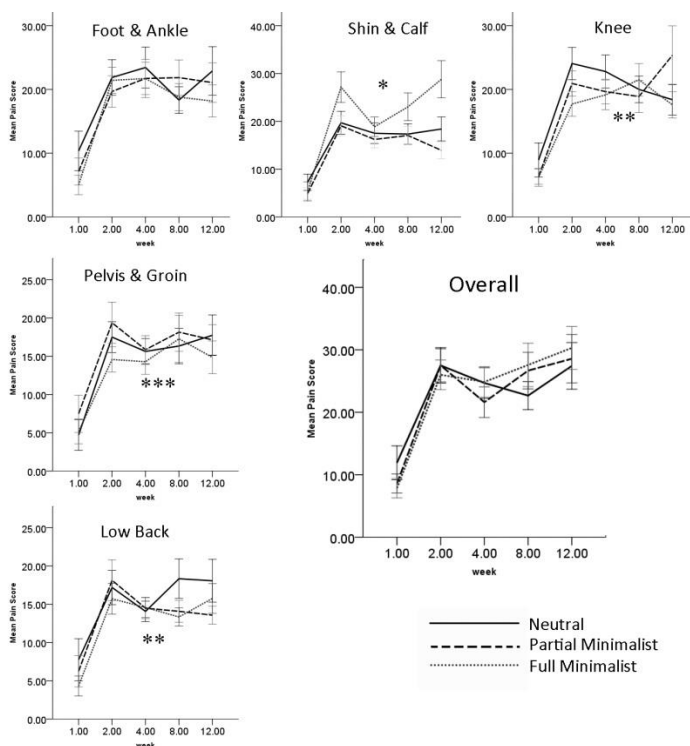 Foot & Ankle
30.00
20.00
10.00
0.00
Mean Pain Score
1.00 2.00 4.00 8.00 12.00
week
Shin & Calf
*
40.00
30.00
20.00
10.00
0.00
Mean Pain Score
1.00 2.00 4.00 8.00 12.00
week
Knee
**
30.00
20.00
10.00
0.00
Mean Pain Score
1.00 2.00 4.00 8.00 12.00
week
Pelvis & Groin
***
25.00
20.00
15.00
10.00
5.00
0.00
Mean Pain Score
1.00 2.00 4.00 8.00 12.00
week
Overall
40.00
30.00
20.00
10.00
0.00
Mean Pain Score
1.00 2.00 4.00 8.00 12.00
week
Low Back
**
25.00
20.00
15.00
10.00
5.00
0.00
Mean Pain Score
1.00 2.00 4.00 8.00 12.00
week
Neutral
Partial Minimalist
Full Minimalist